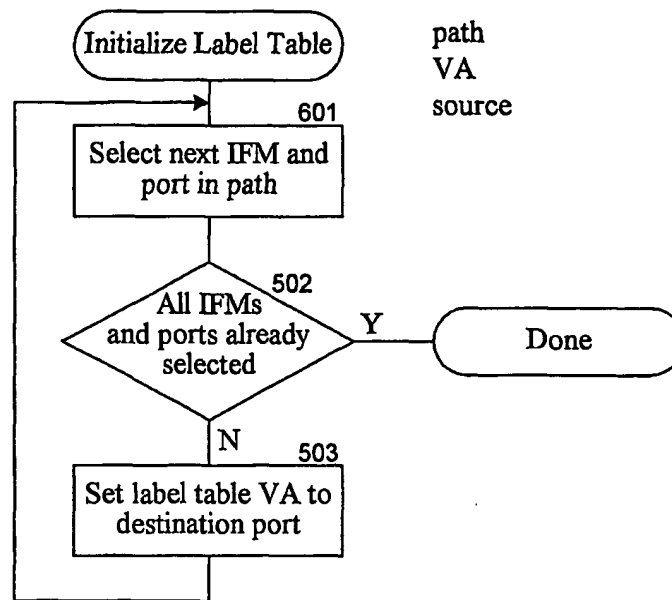 Initialize Label Table
path
VA
source
601
Select next IFM and
port in path
502
All IFMs
and ports already
selected
Y
Done
N
503
Set label table VA to
destination port